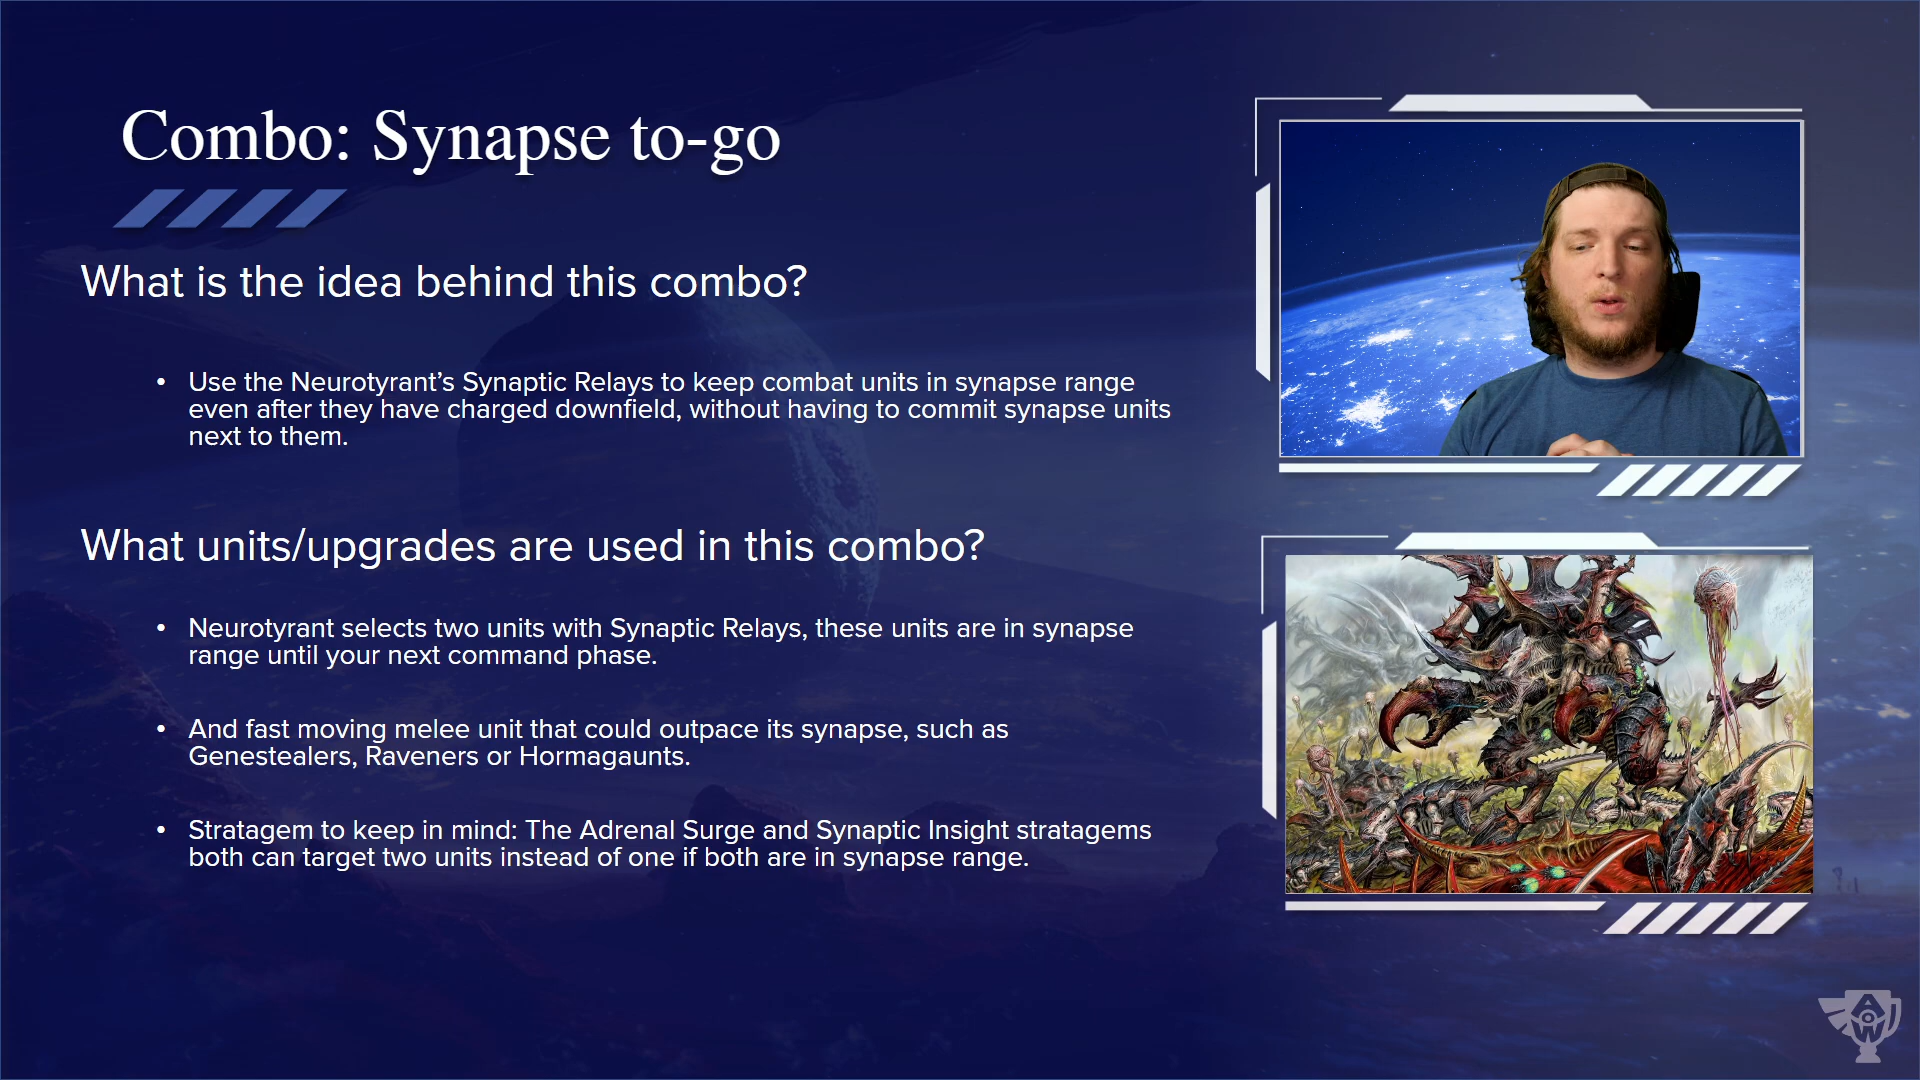 Combo: Synapse to-go
What is the idea behind this combo?
• Use the Neurotyrant’s Synaptic Relays to keep combat units in synapse range
even after they have charged downfield, without having to commit synapse units
next to them.
What units/upgrades are used in this combo?
• Neurotyrant selects two units with Synaptic Relays, these units are in synapse
range until your next command phase.
• And fast moving melee unit that could outpace its synapse, such as
Genestealers, Raveners or Hormagaunts.
• Stratagem to keep in mind: The Adrenal Surge and Synaptic Insight stratagems
both can target two units instead of one if both are in synapse range.
A
O
W